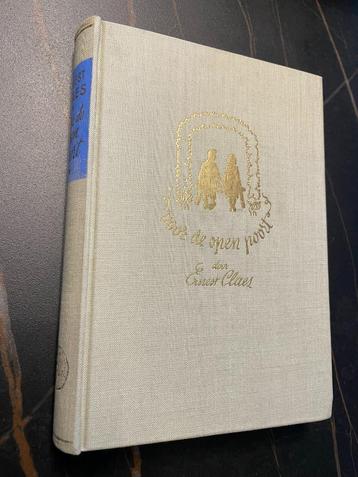 Voor de open poort
door
Ernest Claes